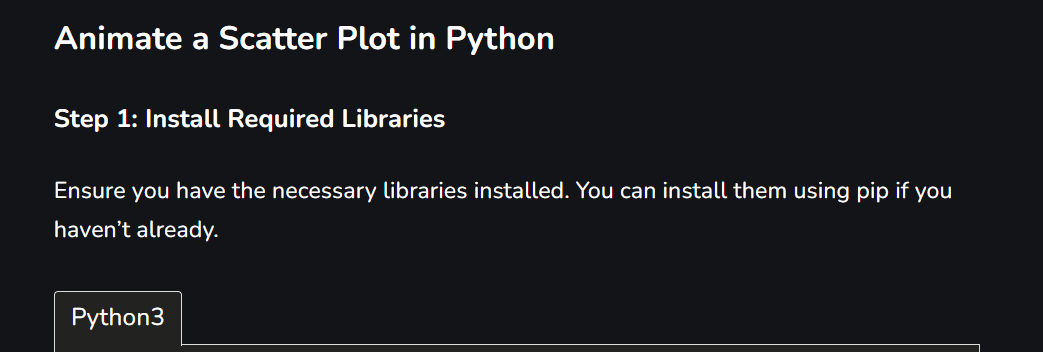 Animate a Scatter Plot in Python
Step 1: Install Required Libraries
Ensure you have the necessary libraries installed. You can install them using pip if you
haven’t already.
Python3